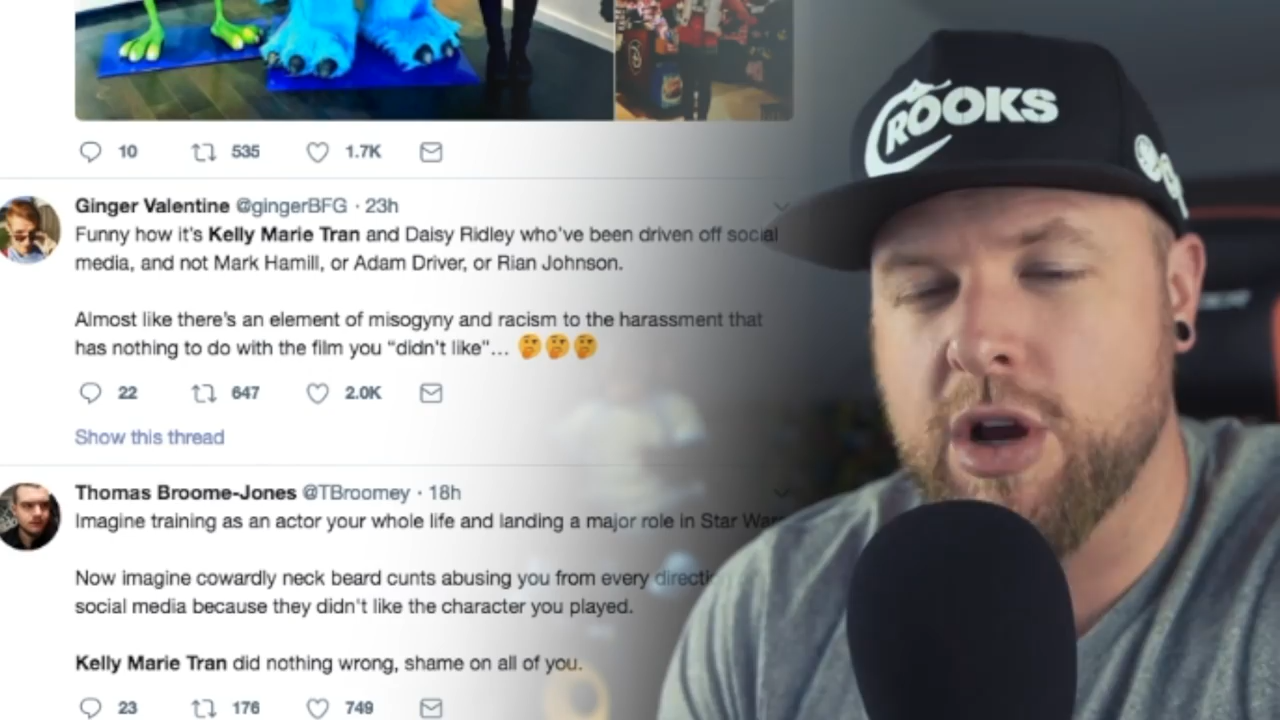 10 535 1.7K
CROOKS
Ginger Valentine @gingerBFG · 23h
Funny how it's Kelly Marie Tran and Daisy Ridley who've been driven off social
media, and not Mark Hamill, or Adam Driver, or Rian Johnson.
Almost like there's an element of misogyny and racism to the harassment that
has nothing to do with the film you "didn't like"... 🤔🤔🤔
22 647 2.0K
Show this thread
Thomas Broome-Jones @TBroomey · 18h
Imagine training as an actor your whole life and landing a major role in Star Wars
Now imagine cowardly neck beard cunts abusing you from every
social media because they didn't like the character you played.
Kelly Marie Tran did nothing wrong, shame on all of you.
23 176 749